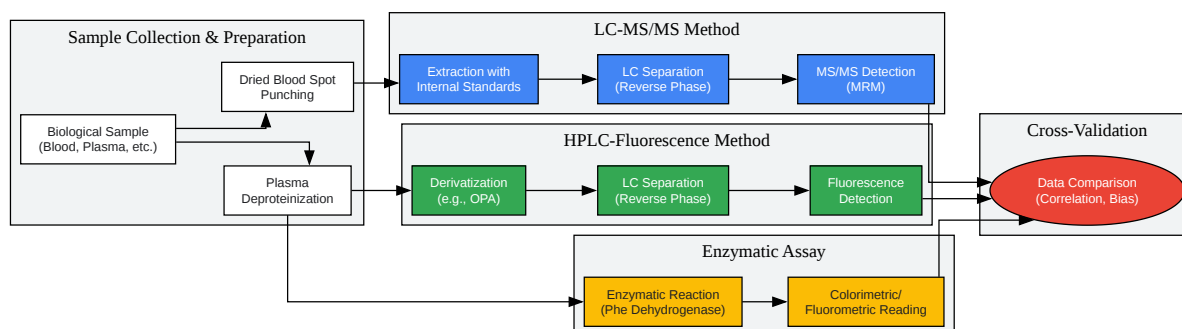 Sample Collection & Preparation
Dried Blood Spot
Punching
Biological Sample
(Blood, Plasma, etc.)
Plasma
Deproteinization
LC-MS/MS Method
Extraction with
Internal Standards
LC Separation
(Reverse Phase)
MS/MS Detection
(MRM)
HPLC-Fluorescence Method
Derivatization
(e.g., OPA)
LC Separation
(Reverse Phase)
Fluorescence
Detection
Enzymatic Assay
Enzymatic Reaction
(Phe Dehydrogenase)
Colorimetric/
Fluorometric Reading
Cross-Validation
Data Comparison
(Correlation, Bias)